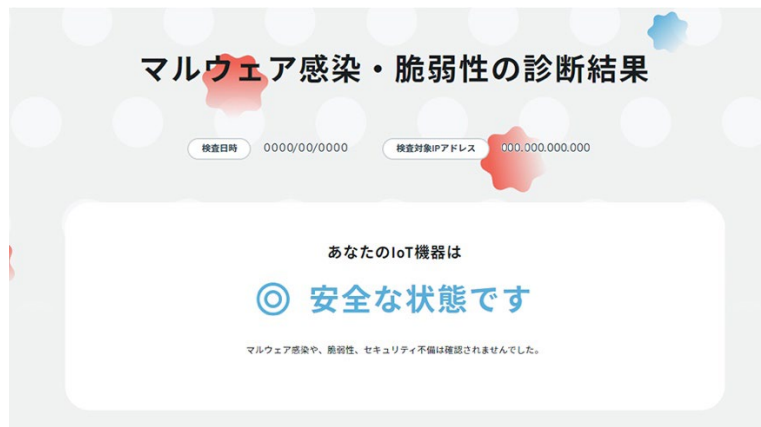 マルウェア感染・脆弱性の診断結果
検査日時 0000/00/0000 検査対象IPアドレス 000.000.000.000
あなたのIoT機器は
◎ 安全な状態です
マルウェア感染や、脆弱性、セキュリティ不備は確認されませんでした。